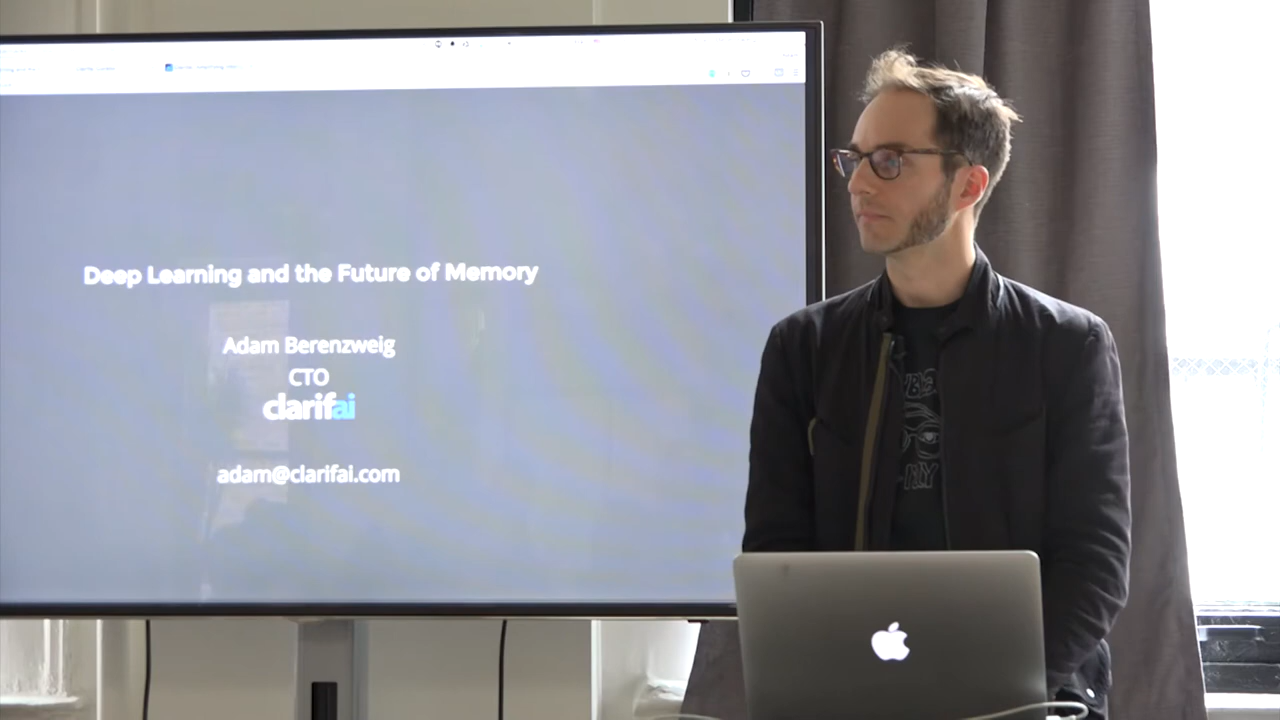 Deep Learning and the Future of Memory
Adam Berenzweig
CTO
clarifai
adam@clarifai.com